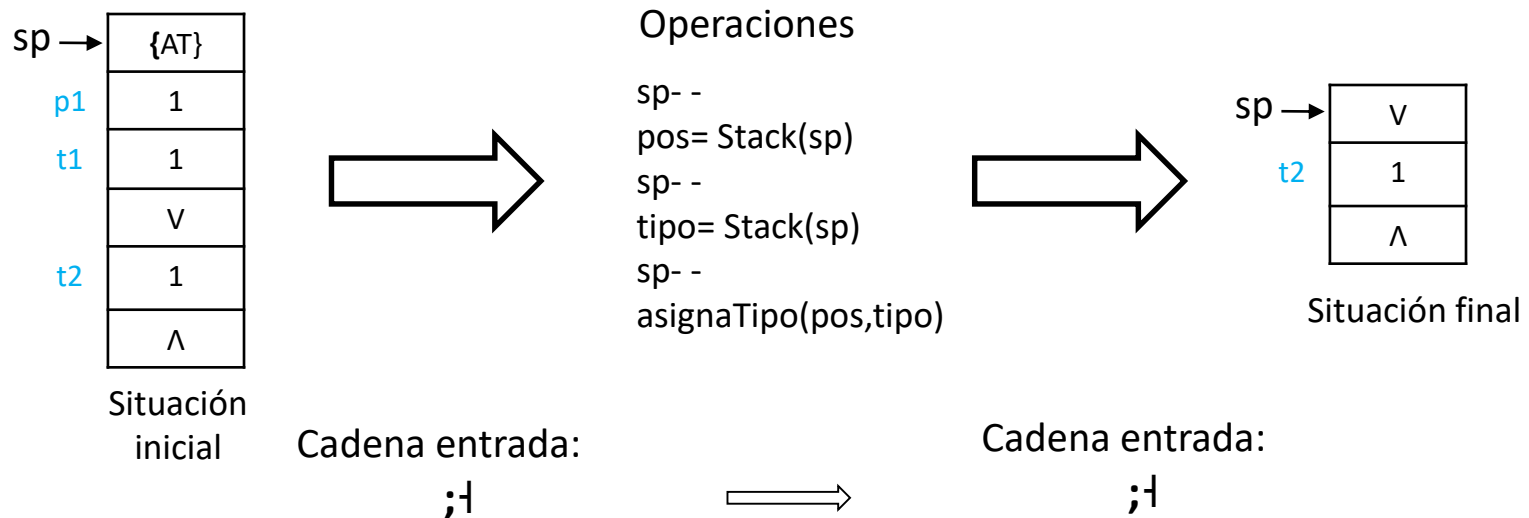 sp
{AT}
p1
1
t1
1
V
t2
1
Λ
Situación
inicial
Operaciones
sp- -
pos= Stack(sp)
sp- -
tipo= Stack(sp)
sp- -
asignaTipo(pos,tipo)
sp
V
t2
1
Λ
Situación final
Cadena entrada:
;⊣
Cadena entrada:
;⊣